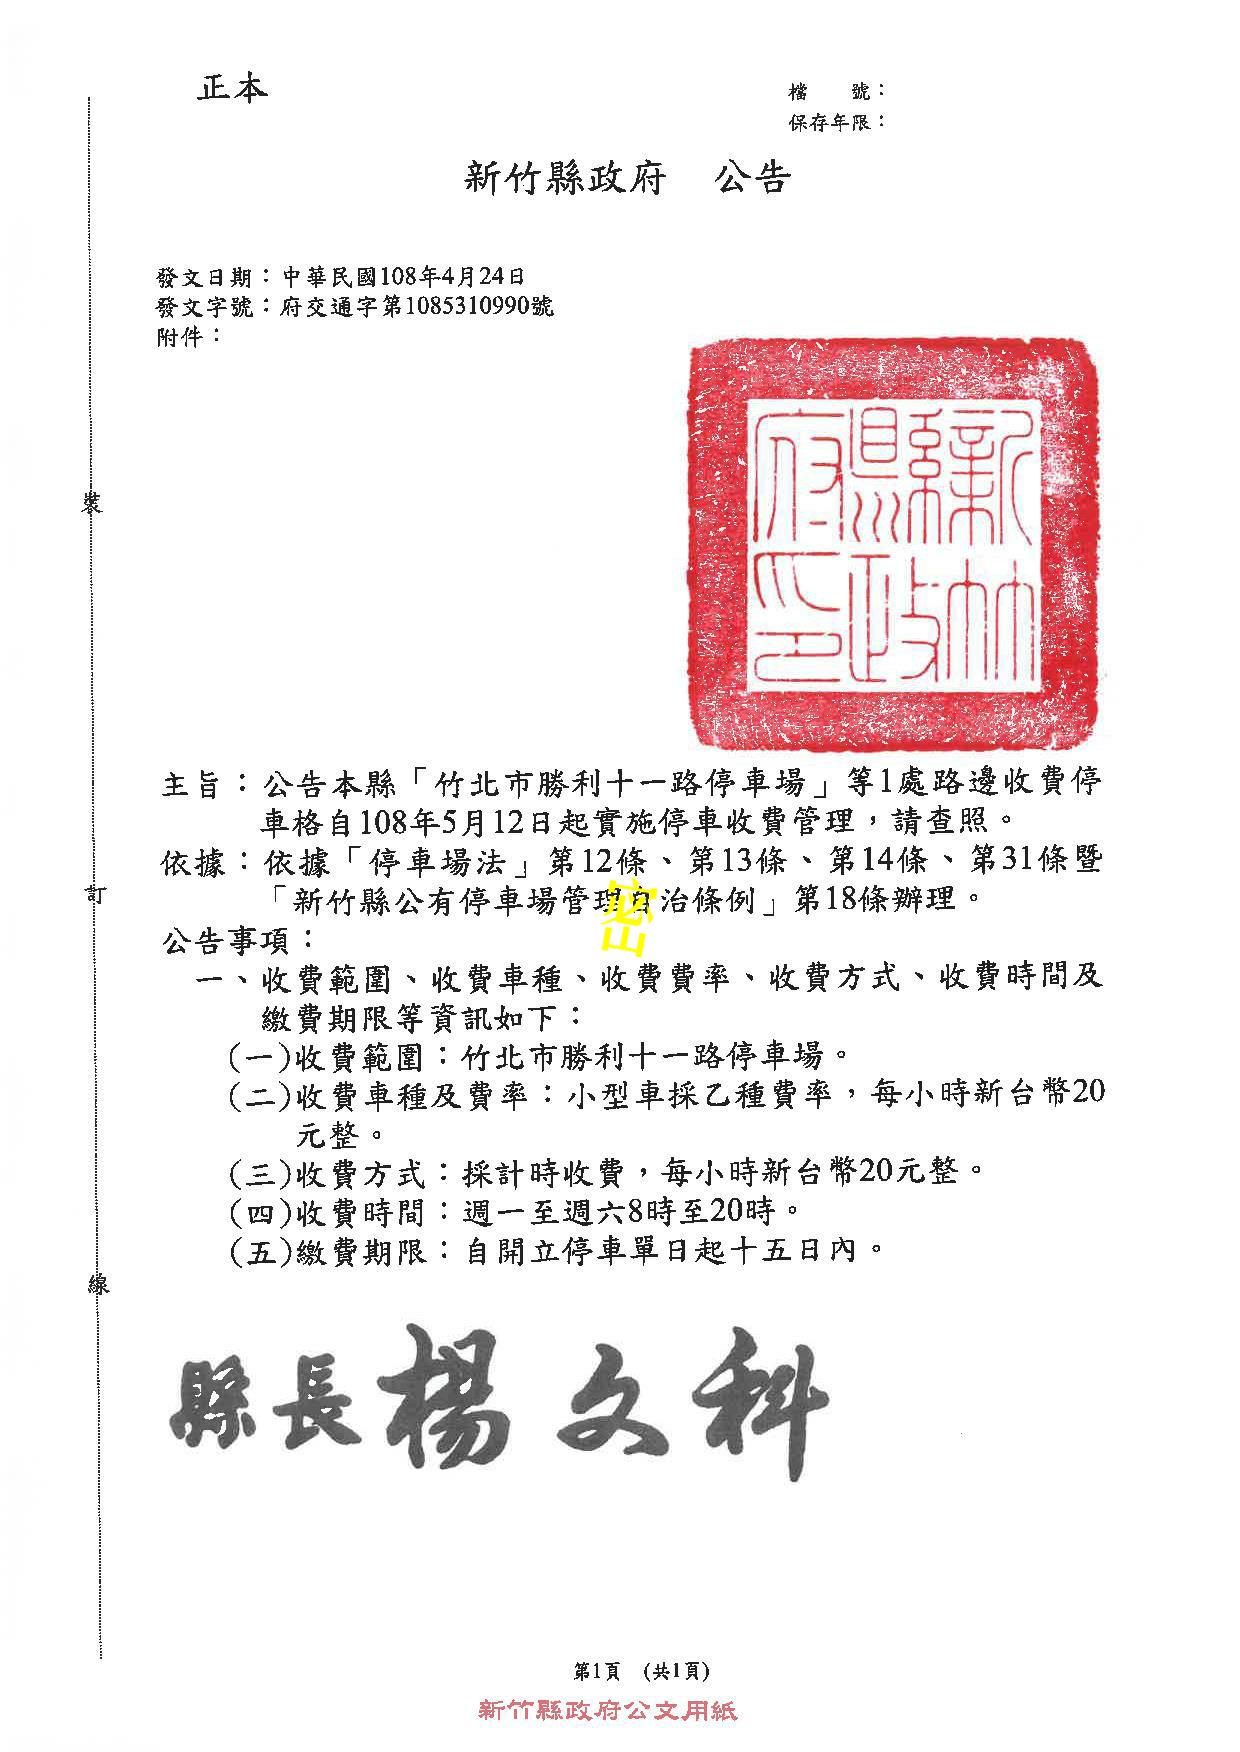 正本
檔　　號：
保存年限：
新竹縣政府　公告
發文日期：中華民國108年4月24日
發文字號：府交通字第1085310990號
附件：
新竹縣政府印
主旨：公告本縣「竹北市勝利十一路停車場」等1處路邊收費停
車格自108年5月12日起實施停車收費管理，請查照。
依據：依據「停車場法」第12條、第13條、第14條、第31條暨
「新竹縣公有停車場管理自治條例」第18條辦理。
密
公告事項：
一、收費範圍、收費車種、收費費率、收費方式、收費時間及
繳費期限等資訊如下：
(一)收費範圍：竹北市勝利十一路停車場。
(二)收費車種及費率：小型車採乙種費率，每小時新台幣20
元整。
(三)收費方式：採計時收費，每小時新台幣20元整。
(四)收費時間：週一至週六8時至20時。
(五)繳費期限：自開立停車單日起十五日內。
縣長楊文科
裝
訂
線
第1頁　(共1頁)
新竹縣政府公文用紙